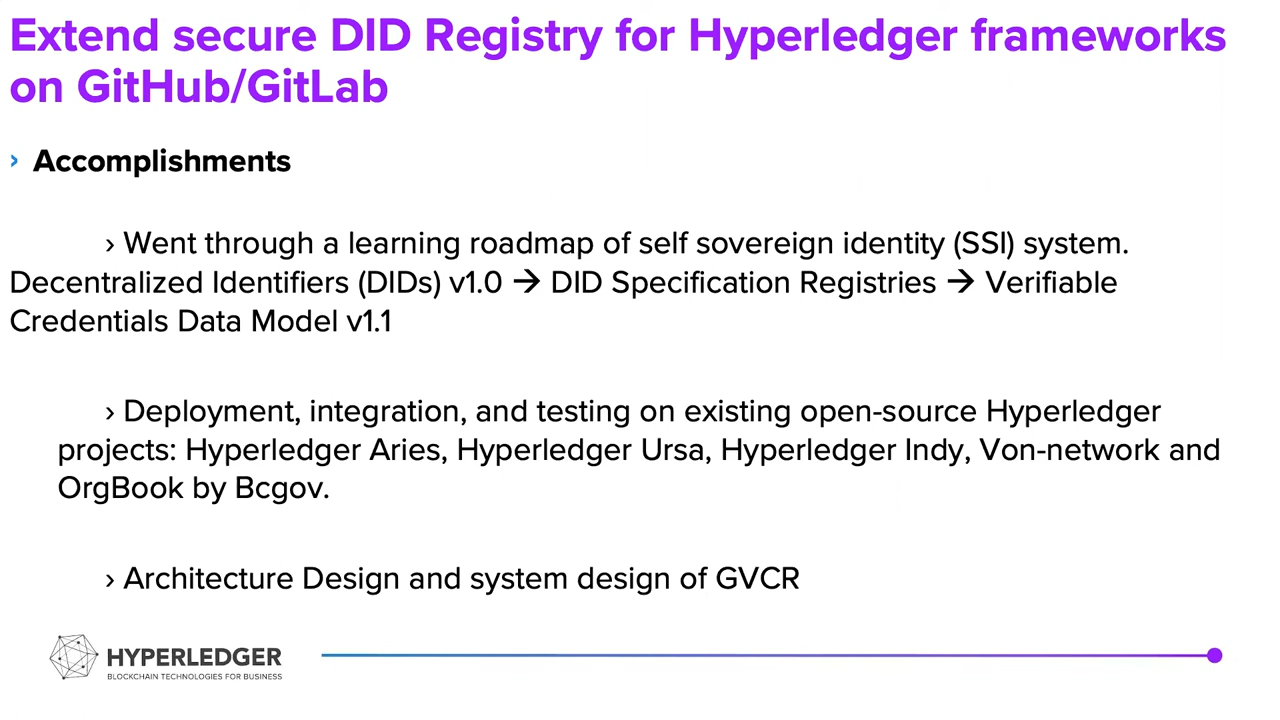 Extend secure DID Registry for Hyperledger frameworks
on GitHub/GitLab
› Accomplishments
› Went through a learning roadmap of self sovereign identity (SSI) system.
Decentralized Identifiers (DIDs) v1.0 → DID Specification Registries → Verifiable
Credentials Data Model v1.1
› Deployment, integration, and testing on existing open-source Hyperledger
projects: Hyperledger Aries, Hyperledger Ursa, Hyperledger Indy, Von-network and
OrgBook by Bcgov.
› Architecture Design and system design of GVCR
HYPERLEDGER
BLOCKCHAIN TECHNOLOGIES FOR BUSINESS